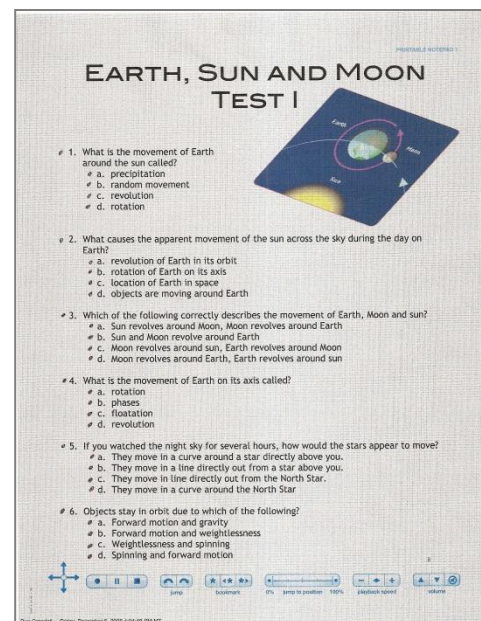 PRINTABLE NOTEPAD 1
EARTH, SUN AND MOON
TEST I
Earth
Moon
Sun
1. What is the movement of Earth
around the sun called?
a. precipitation
b. random movement
c. revolution
d. rotation
2. What causes the apparent movement of the sun across the sky during the day on
Earth?
a. revolution of Earth in its orbit
b. rotation of Earth on its axis
c. location of Earth in space
d. objects are moving around Earth
3. Which of the following correctly describes the movement of Earth, Moon and sun?
a. Sun revolves around Moon, Moon revolves around Earth
b. Sun and Moon revolve around Earth
c. Moon revolves around sun, Earth revolves around Moon
d. Moon revolves around Earth, Earth revolves around sun
4. What is the movement of Earth on its axis called?
a. rotation
b. phases
c. floatation
d. revolution
5. If you watched the night sky for several hours, how would the stars appear to move?
a. They move in a curve around a star directly above you.
b. They move in a line directly out from a star above you.
c. They move in line directly out from the North Star.
d. They move in a curve around the North Star
6. Objects stay in orbit due to which of the following?
a. Forward motion and gravity
b. Forward motion and weightlessness
c. Weightlessness and spinning
d. Spinning and forward motion
jump
bookmark
0% jump to position 100%
playback speed
volume